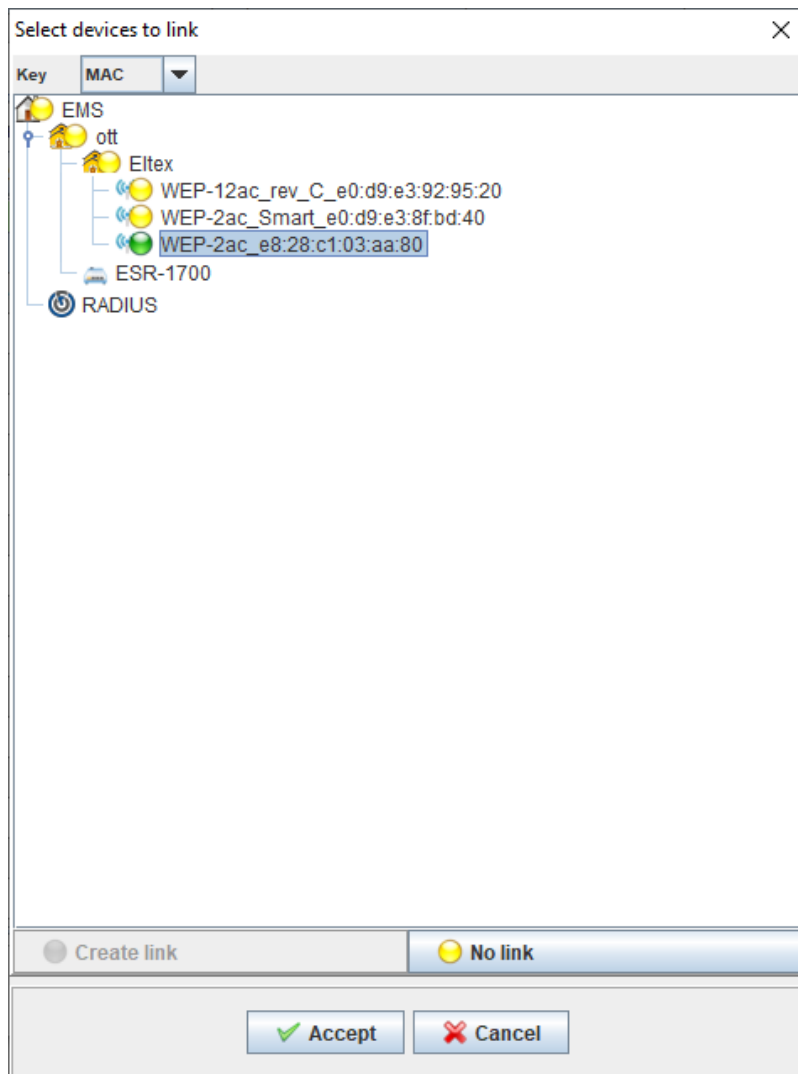 Select devices to link
Key MAC
EMS
ott
Eltex
WEP-12ac_rev_C_e0:d9:e3:92:95:20
WEP-2ac_Smart_e0:d9:e3:8f:bd:40
WEP-2ac_e8:28:c1:03:aa:80
ESR-1700
RADIUS
Create link No link
Accept Cancel